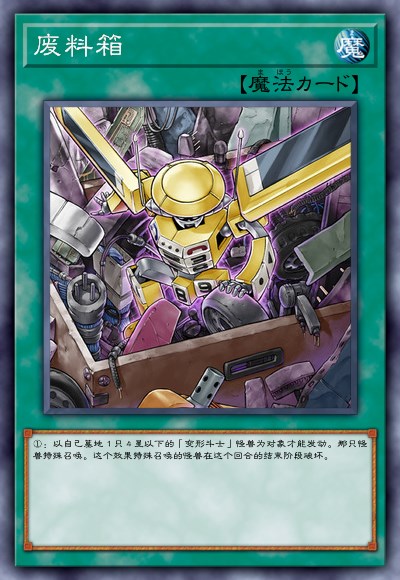 废料箱
魔
【魔法カード】
ま ほう
①：以自己墓地1只4星以下的「变形斗士」怪兽为对象才能发动。那只怪
兽特殊召唤。这个效果特殊召唤的怪兽在这个回合的结束阶段破坏。